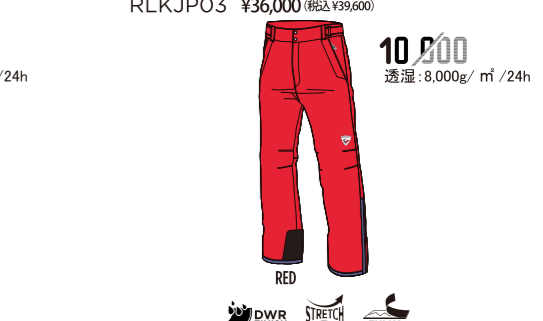 RLKJP03 ¥36,000 (税込¥39,600)
10,000
/24h
透湿：8,000g/㎡/24h
RED
DWR
STRETCH